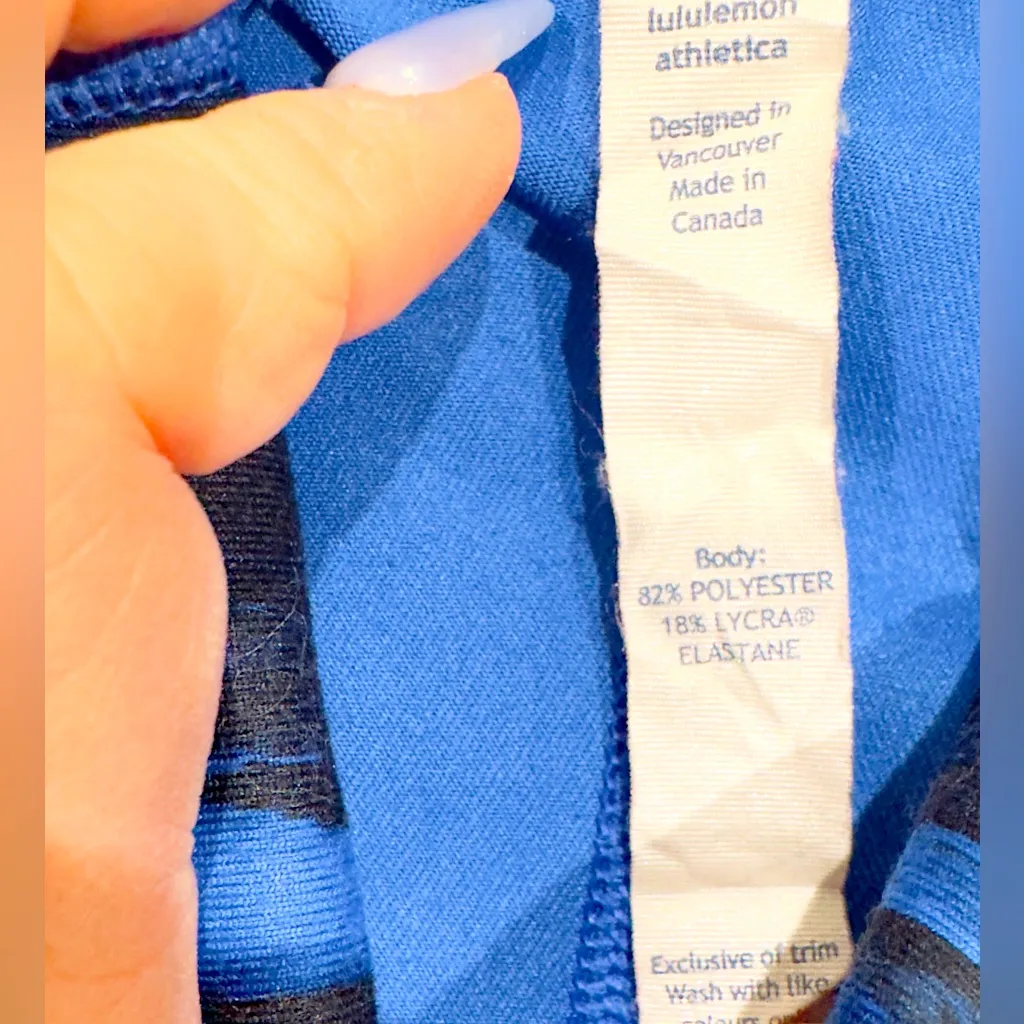 lululemon
athletica
Designed in
Vancouver
Made in
Canada
Body:
82% POLYESTER
18% LYCRA®
ELASTANE
Exclusive of trim
Wash with like
colours